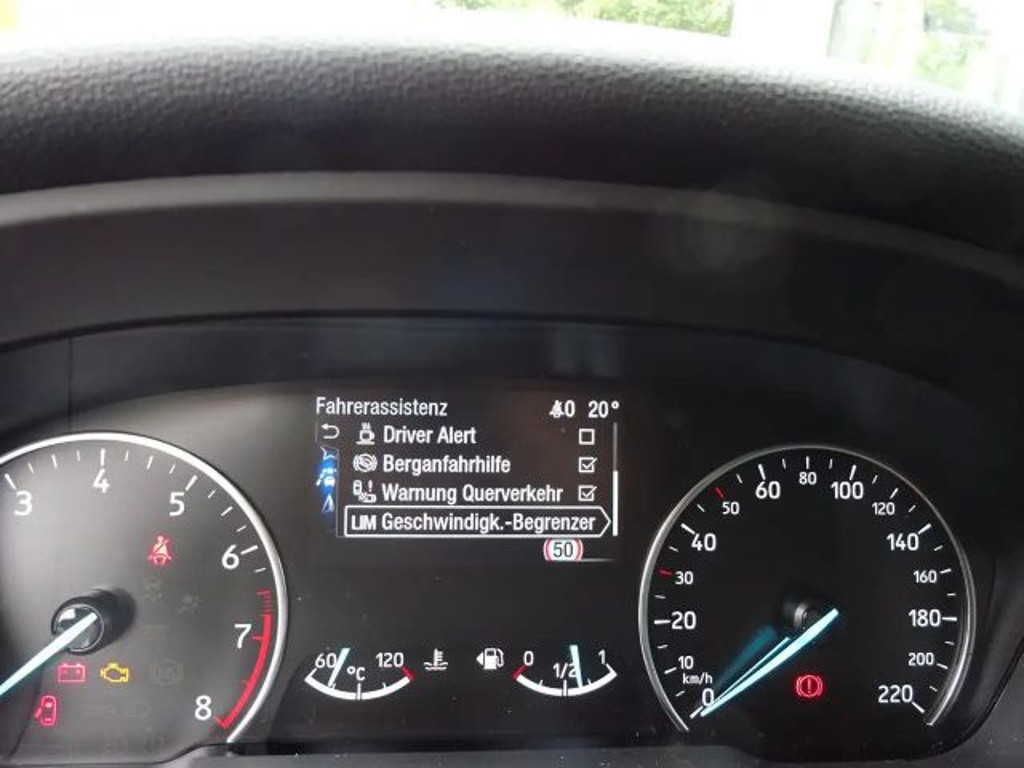 Fahrerassistenz 0 20°
Driver Alert
Berganfahrhilfe
! Warnung Querverkehr
LIM Geschwindigk.-Begrenzer
50
3 4 5 6 7 8
60 °C 120
0 1/2 1
0 10 20 30 40 50 60 80 100 120 140 160 180 200 220
km/h